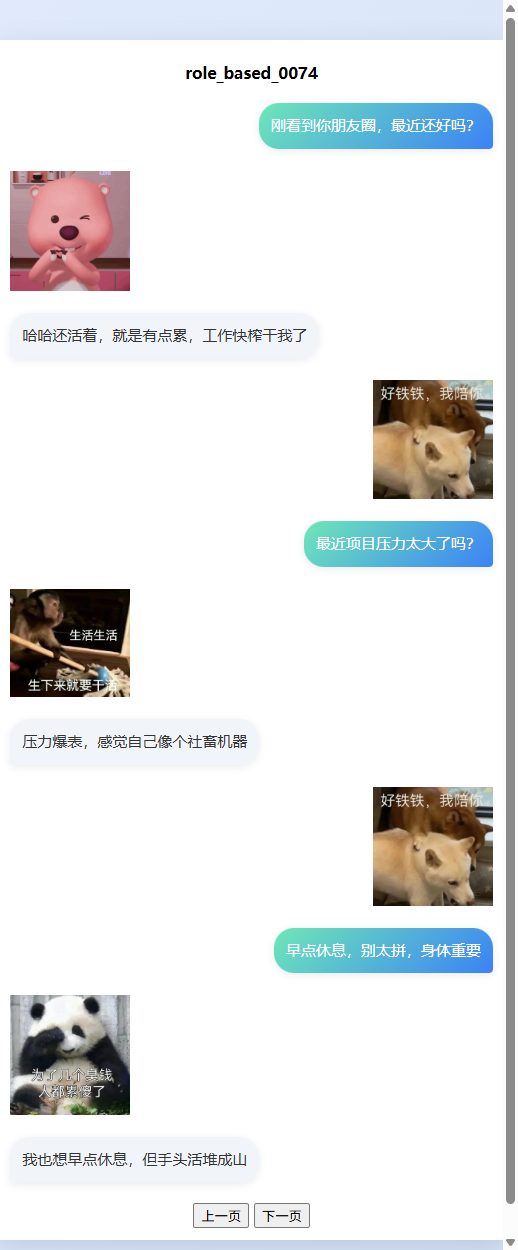 role_based_0074
刚看到你朋友圈，最近还好吗？
LOVE
哈哈还活着，就是有点累，工作快榨干我了
好铁铁，我陪你
最近项目压力太大了吗？
生活生活
生下来就要干活
压力爆表，感觉自己像个社畜机器
好铁铁，我陪你
早点休息，别太拼，身体重要
为了几个臭钱
人都累傻了
我也想早点休息，但手头活堆成山
上一页 下一页